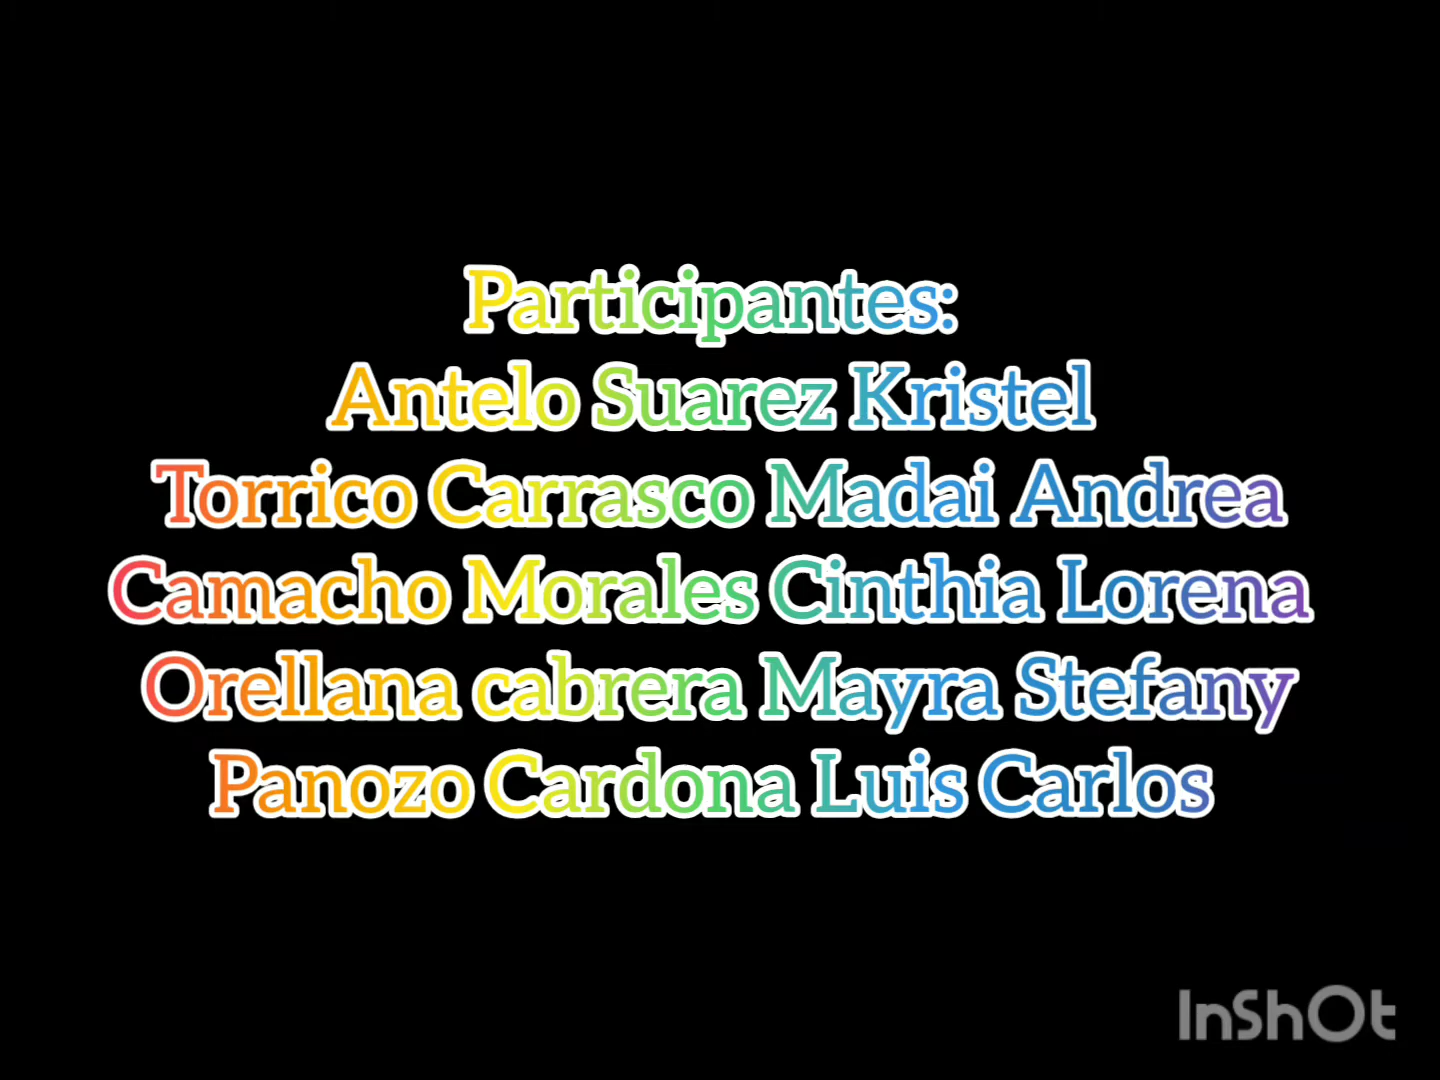 Participantes:
Antelo Suarez Kristel
Torrico Carrasco Madai Andrea
Camacho Morales Cinthia Lorena
Orellana cabrera Mayra Stefany
Panozo Cardona Luis Carlos
InShOt